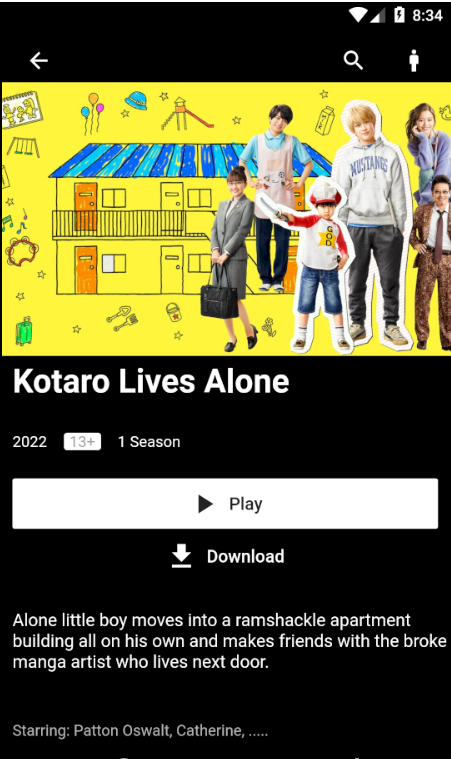 8:34
MUSTANGS
GOD
Kotaro Lives Alone
2022 13+ 1 Season
Play
Download
Alone little boy moves into a ramshackle apartment
building all on his own and makes friends with the broke
manga artist who lives next door.
Starring: Patton Oswalt, Catherine, .....